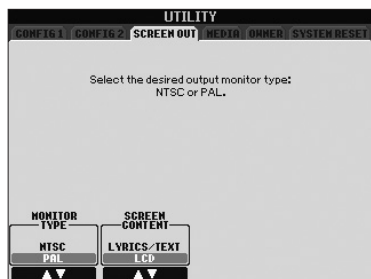 UTILITY
CONFIG 1 CONFIG 2 SCREEN OUT MEDIA OWNER SYSTEM RESET
Select the desired output monitor type:
NTSC or PAL.
MONITOR TYPE
NTSC
PAL
SCREEN CONTENT
LYRICS/TEXT
LCD